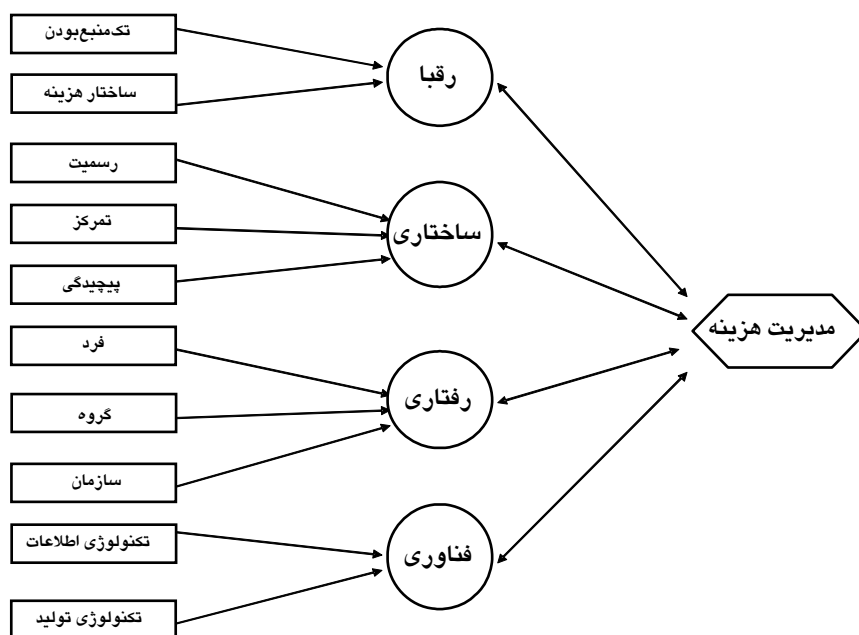 تک‌منبع‌بودن
ساختار هزینه
رقبا
رسمیت
تمرکز
پیچیدگی
ساختاری
فرد
گروه
سازمان
رفتاری
تکنولوژی اطلاعات
تکنولوژی تولید
فناوری
مدیریت هزینه